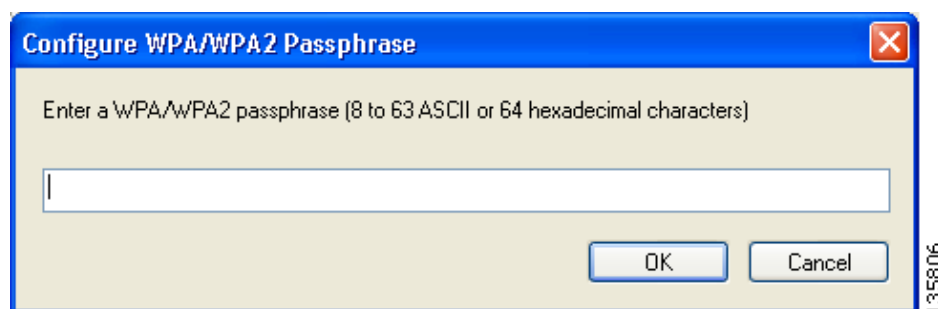 Configure WPA/WPA2 Passphrase
Enter a WPA/WPA2 passphrase (8 to 63 ASCII or 64 hexadecimal characters)
OK
Cancel
35806